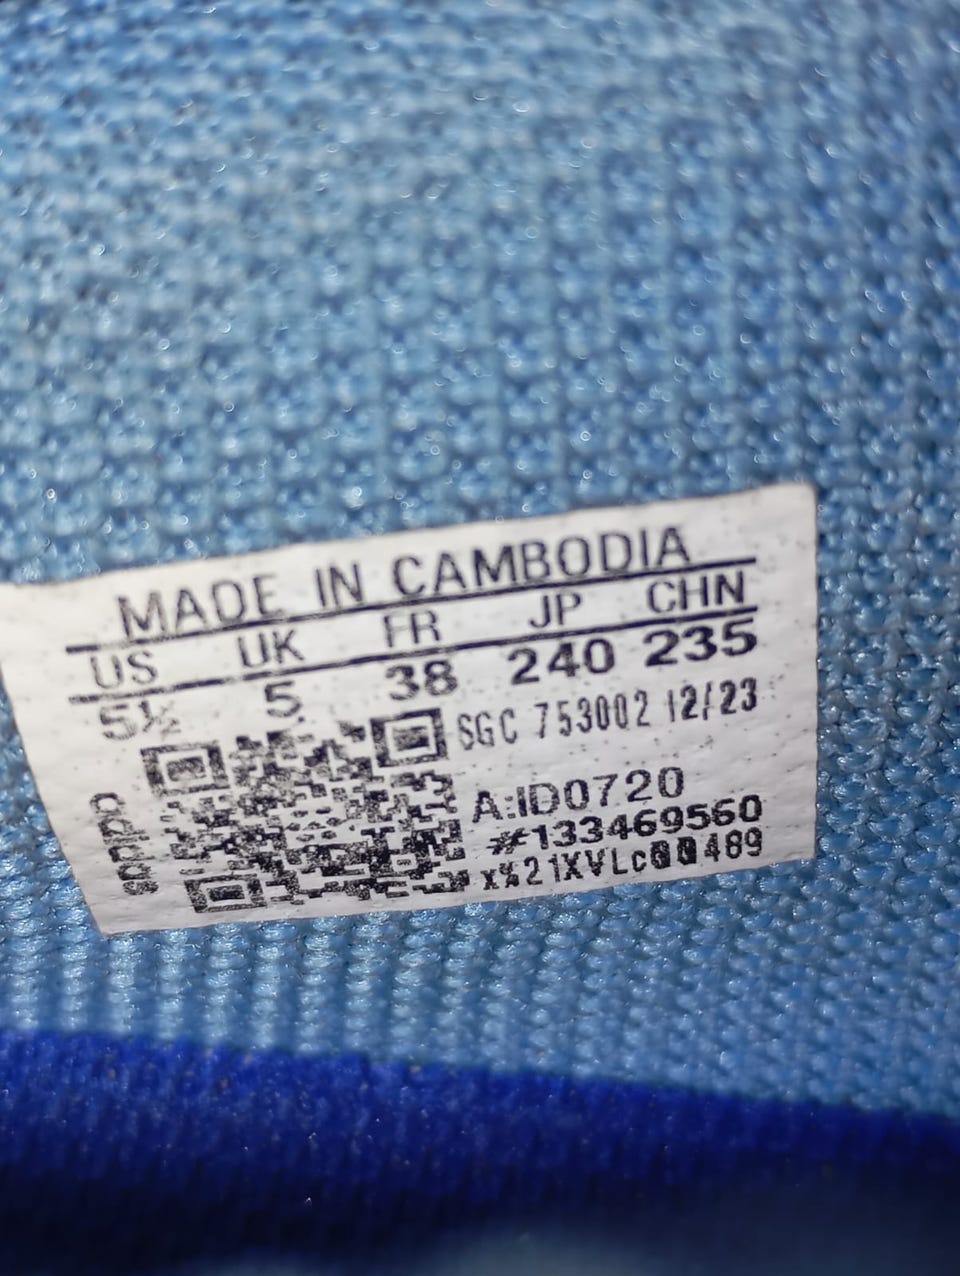 MADE IN CAMBODIA
US UK FR JP CHN
5½ 5 38 240 235
SGC 753002 12/23
A:ID0720
#133469560
x%21XVLc00489